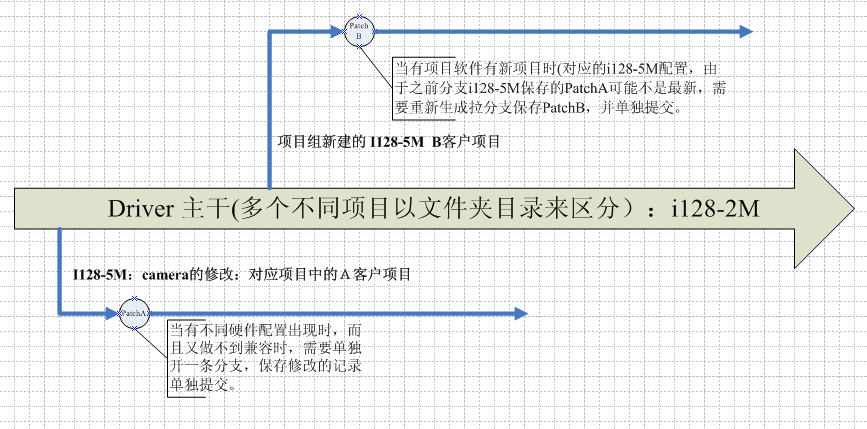 Patch
B
当有项目软件有新项目时(对应的i128-5M配置，由
于之前分支i128-5M保存的PatchA可能不是最新，需
要重新生成拉分支保存PatchB，并单独提交。
项目组新建的 I128-5M B客户项目
Driver 主干(多个不同项目以文件夹目录来区分）：i128-2M
I128-5M：camera的修改：对应项目中的A客户项目
PatchA
当有不同硬件配置出现时，而
且又做不到兼容时，需要单独
开一条分支，保存修改的记录
单独提交。